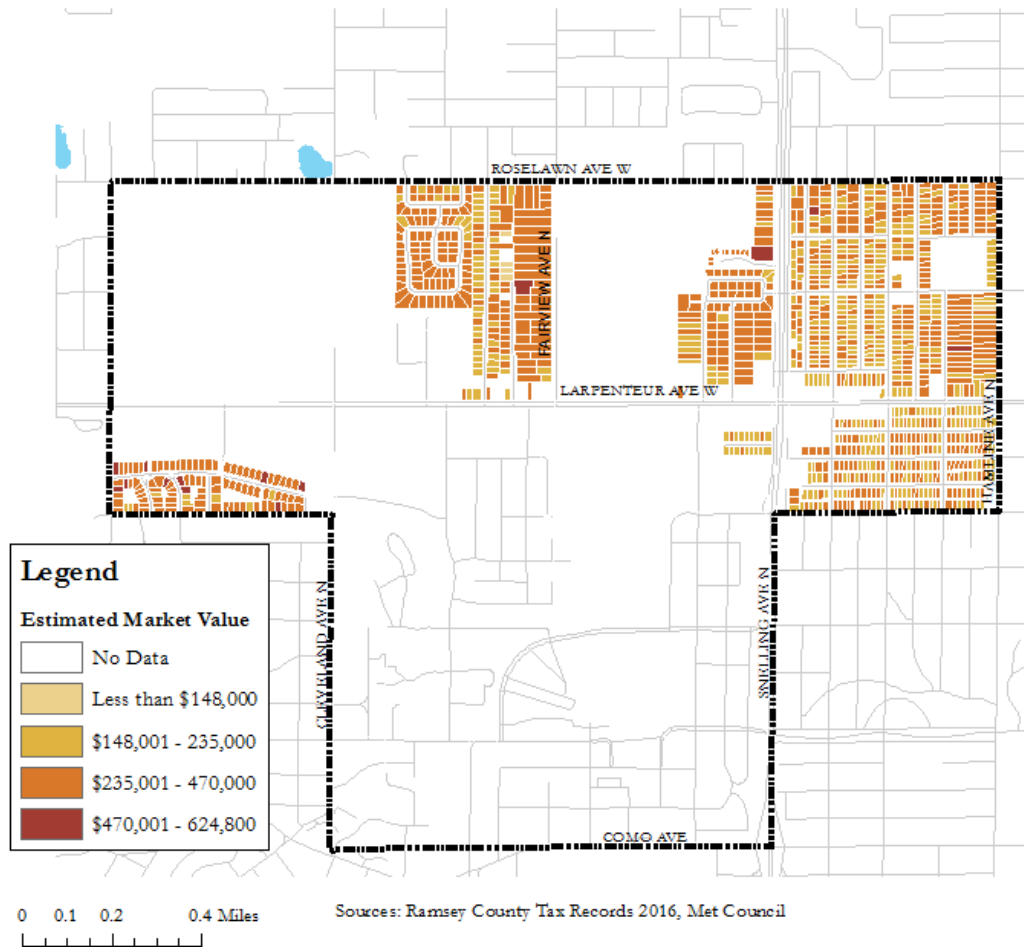 ROSELAWN AVE W
FAIRVIEW AVE N
LARPENTEUR AVE W
HAMLINE AVE N
Legend
Estimated Market Value
No Data
Less than $148,000
$148,001 - 235,000
$235,001 - 470,000
$470,001 - 624,800
CLEVELAND AVE N
SNELLING AVE N
COMO AVE
0 0.1 0.2 0.4 Miles
Sources: Ramsey County Tax Records 2016, Met Council